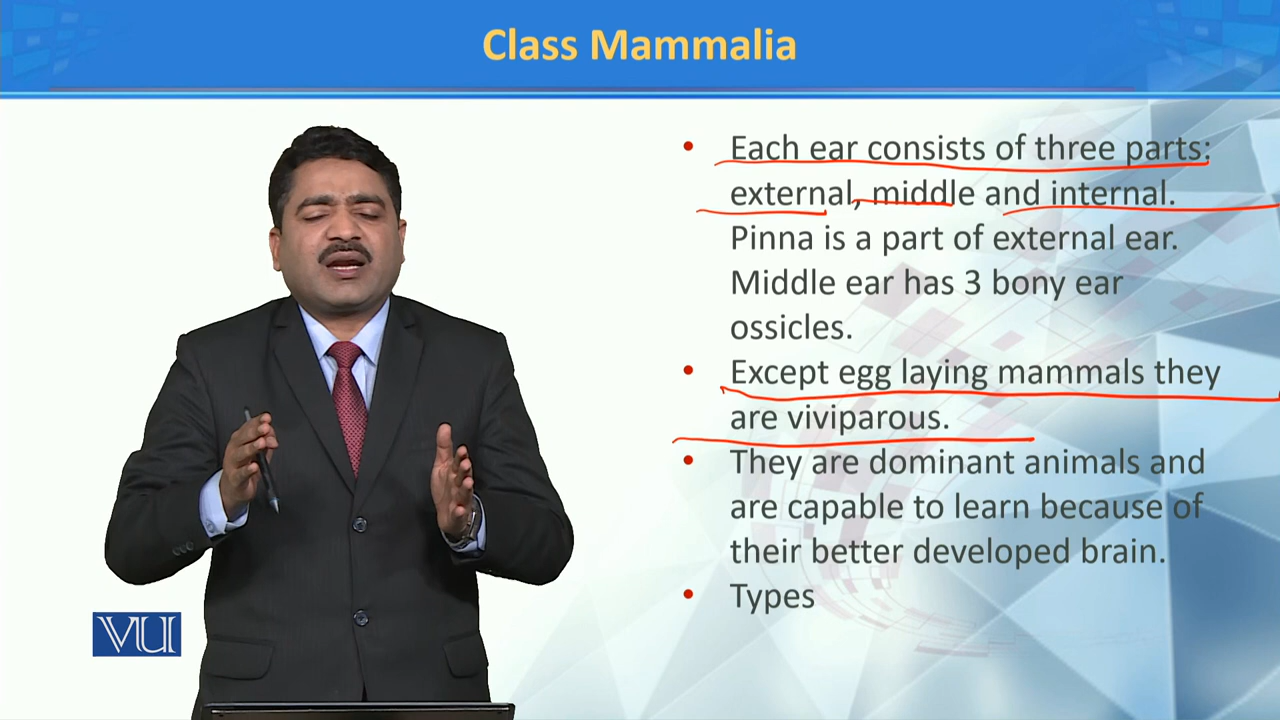 Class Mammalia
• Each ear consists of three parts:
external, middle and internal.
Pinna is a part of external ear.
Middle ear has 3 bony ear
ossicles.
• Except egg laying mammals they
are viviparous.
• They are dominant animals and
are capable to learn because of
their better developed brain.
• Types
VU